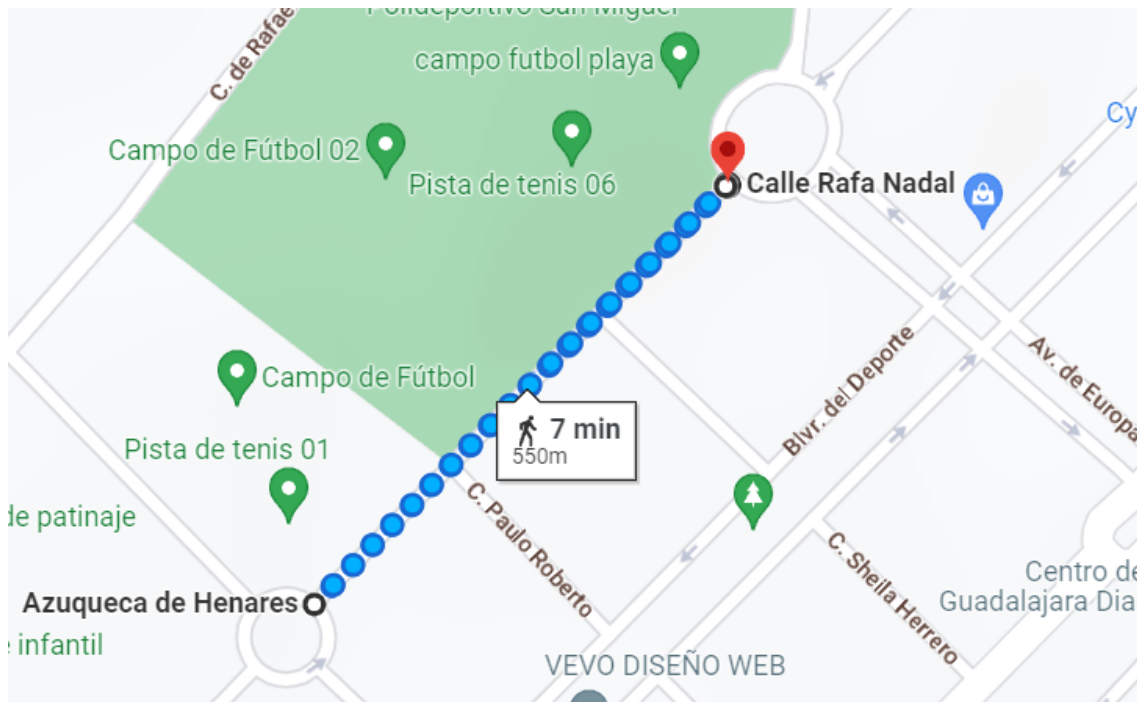 Polideportivo San Miguel
C. de Rafae
campo futbol playa
Cy
Campo de Fútbol 02
Pista de tenis 06
Calle Rafa Nadal
Blvr. del Deporte
Av. de Europa
Campo de Fútbol
7 min
550m
Pista de tenis 01
C. Paulo Roberto
de patinaje
C. Sheila Herrero
Centro de
Guadalajara Dia
Azuqueca de Henares
infantil
VEVO DISEÑO WEB